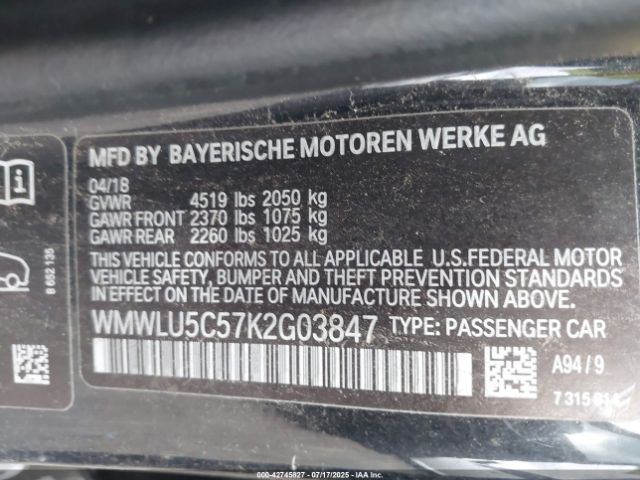 MFD BY BAYERISCHE MOTOREN WERKE AG
04/18
GVWR 4519 lbs 2050 kg
GAWR FRONT 2370 lbs 1075 kg
GAWR REAR 2260 lbs 1025 kg
THIS VEHICLE CONFORMS TO ALL APPLICABLE U.S.FEDERAL MOTOR
VEHICLE SAFETY, BUMPER AND THEFT PREVENTION STANDARDS
IN EFFECT ON THE DATE OF MANUFACTURE SHOWN ABOVE.
WMWLU5C57K2G03847 TYPE: PASSENGER CAR
A94/9
B 652 135
000-42745827 - 07/17/2025 - IAA Inc.